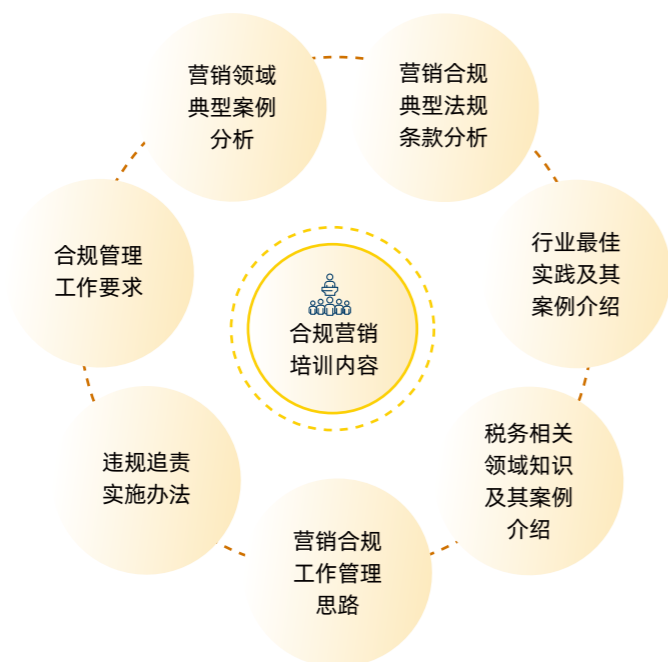 营销领域
典型案例
分析
营销合规
典型法规
条款分析
合规管理
工作要求
行业最佳
实践及其
案例介绍
合规营销
培训内容
违规追责
实施办法
税务相关
领域知识
及其案例
介绍
营销合规
工作管理
思路